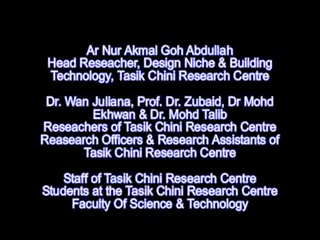 Ar Nur Akmal Goh Abdullah
Head Reseacher, Design Niche & Building
Technology, Tasik Chini Research Centre
Dr. Wan Juliana, Prof. Dr. Zubaid, Dr Mohd
Ekhwan & Dr. Mohd Talib
Reseachers of Tasik Chini Research Centre
Reasearch Officers & Research Assistants of
Tasik Chini Research Centre
Staff of Tasik Chini Research Centre
Students at the Tasik Chini Research Centre
Faculty Of Science & Technology